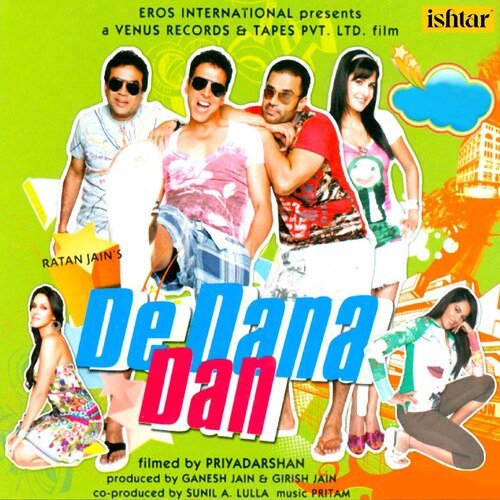 EROS INTERNATIONAL presents
a VENUS RECORDS & TAPES PVT. LTD. film
ishtar
RATAN JAIN'S
De Dana
Dan
filmed by PRIYADARSHAN
produced by GANESH JAIN & GIRISH JAIN
co-produced by SUNIL A. LULLA music PRITAM